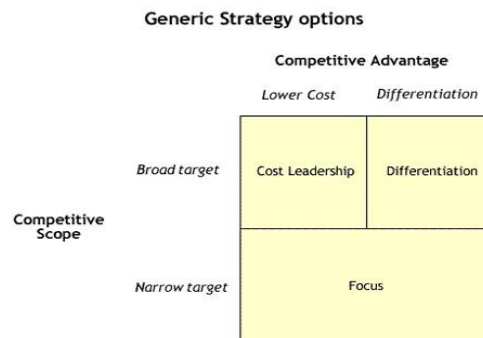 Generic Strategy options
Competitive Advantage
Lower Cost Differentiation
Broad target Cost Leadership Differentiation
Competitive
Scope
Narrow target Focus